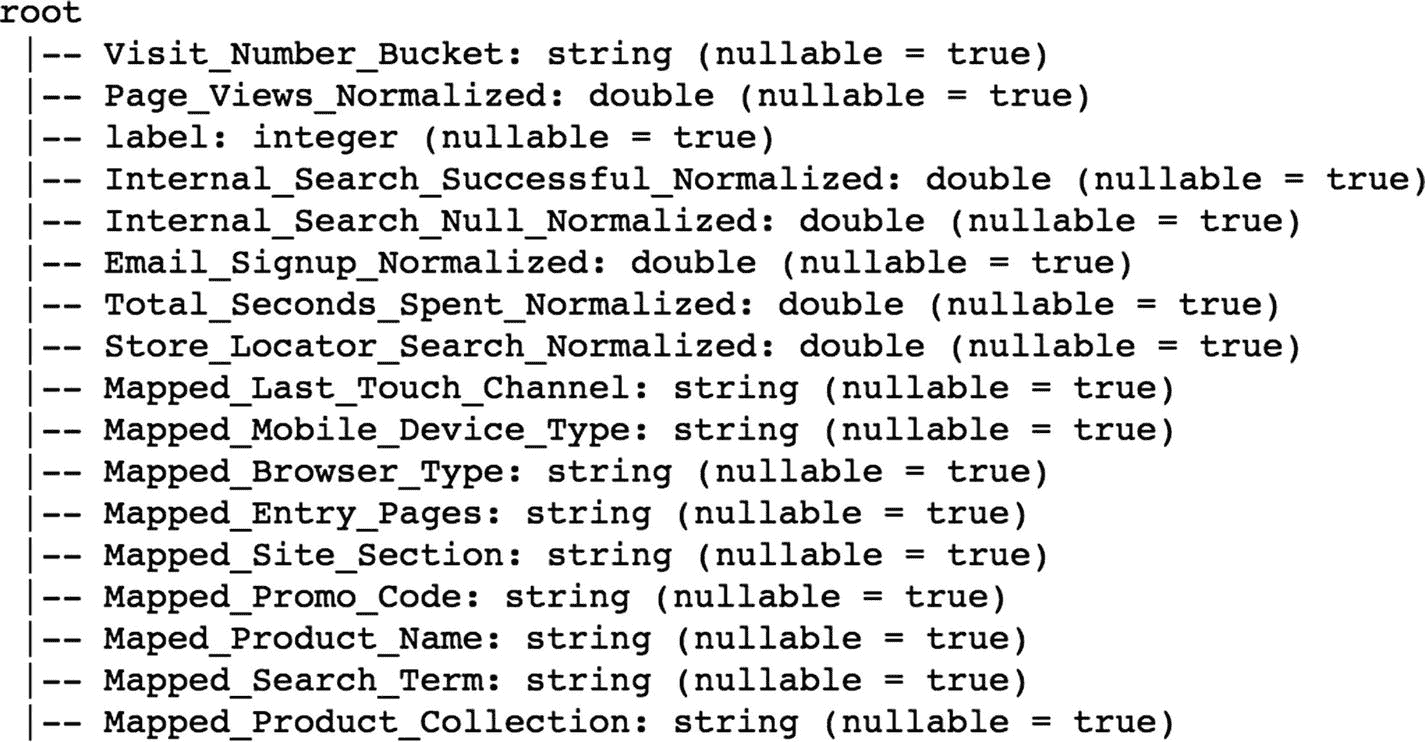 root
 |-- Visit_Number_Bucket: string (nullable = true)
 |-- Page_Views_Normalized: double (nullable = true)
 |-- label: integer (nullable = true)
 |-- Internal_Search_Successful_Normalized: double (nullable = true)
 |-- Internal_Search_Null_Normalized: double (nullable = true)
 |-- Email_Signup_Normalized: double (nullable = true)
 |-- Total_Seconds_Spent_Normalized: double (nullable = true)
 |-- Store_Locator_Search_Normalized: double (nullable = true)
 |-- Mapped_Last_Touch_Channel: string (nullable = true)
 |-- Mapped_Mobile_Device_Type: string (nullable = true)
 |-- Mapped_Browser_Type: string (nullable = true)
 |-- Mapped_Entry_Pages: string (nullable = true)
 |-- Mapped_Site_Section: string (nullable = true)
 |-- Mapped_Promo_Code: string (nullable = true)
 |-- Maped_Product_Name: string (nullable = true)
 |-- Mapped_Search_Term: string (nullable = true)
 |-- Mapped_Product_Collection: string (nullable = true)